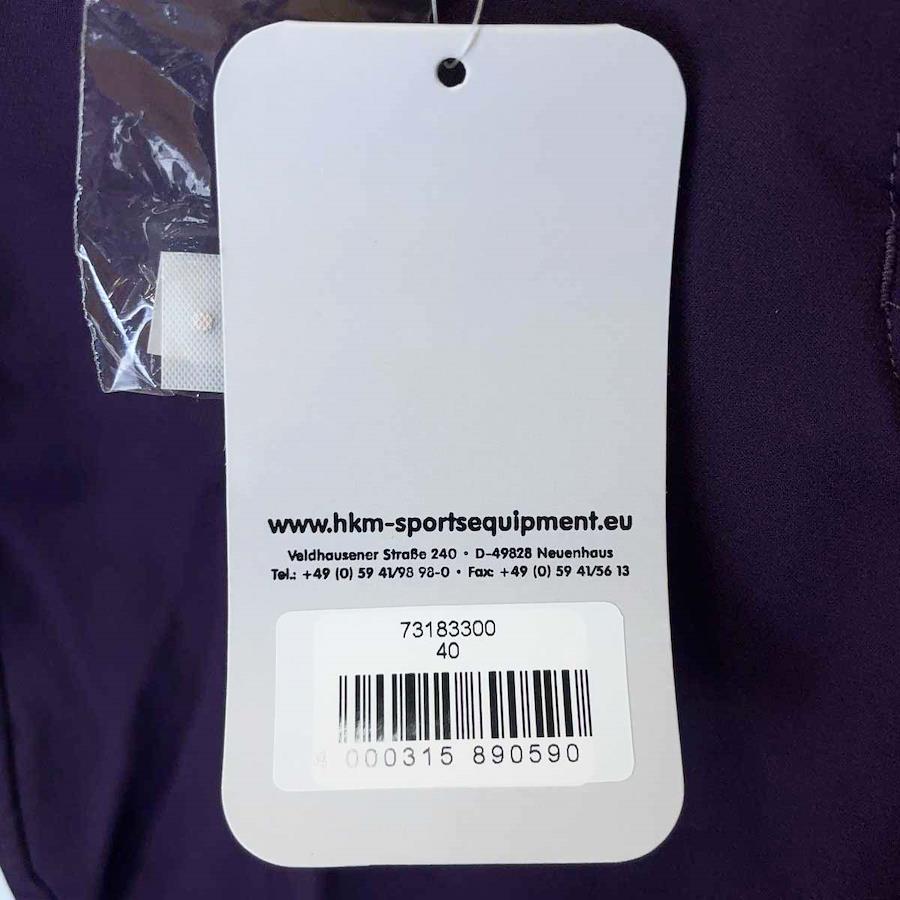 www.hkm-sportsequipment.eu
Veldhausener Straße 240 • D-49828 Neuenhaus
Tel.: +49 (0) 59 41/98 98-0 • Fax: +49 (0) 59 41/56 13
73183300
40
4 000315 890590